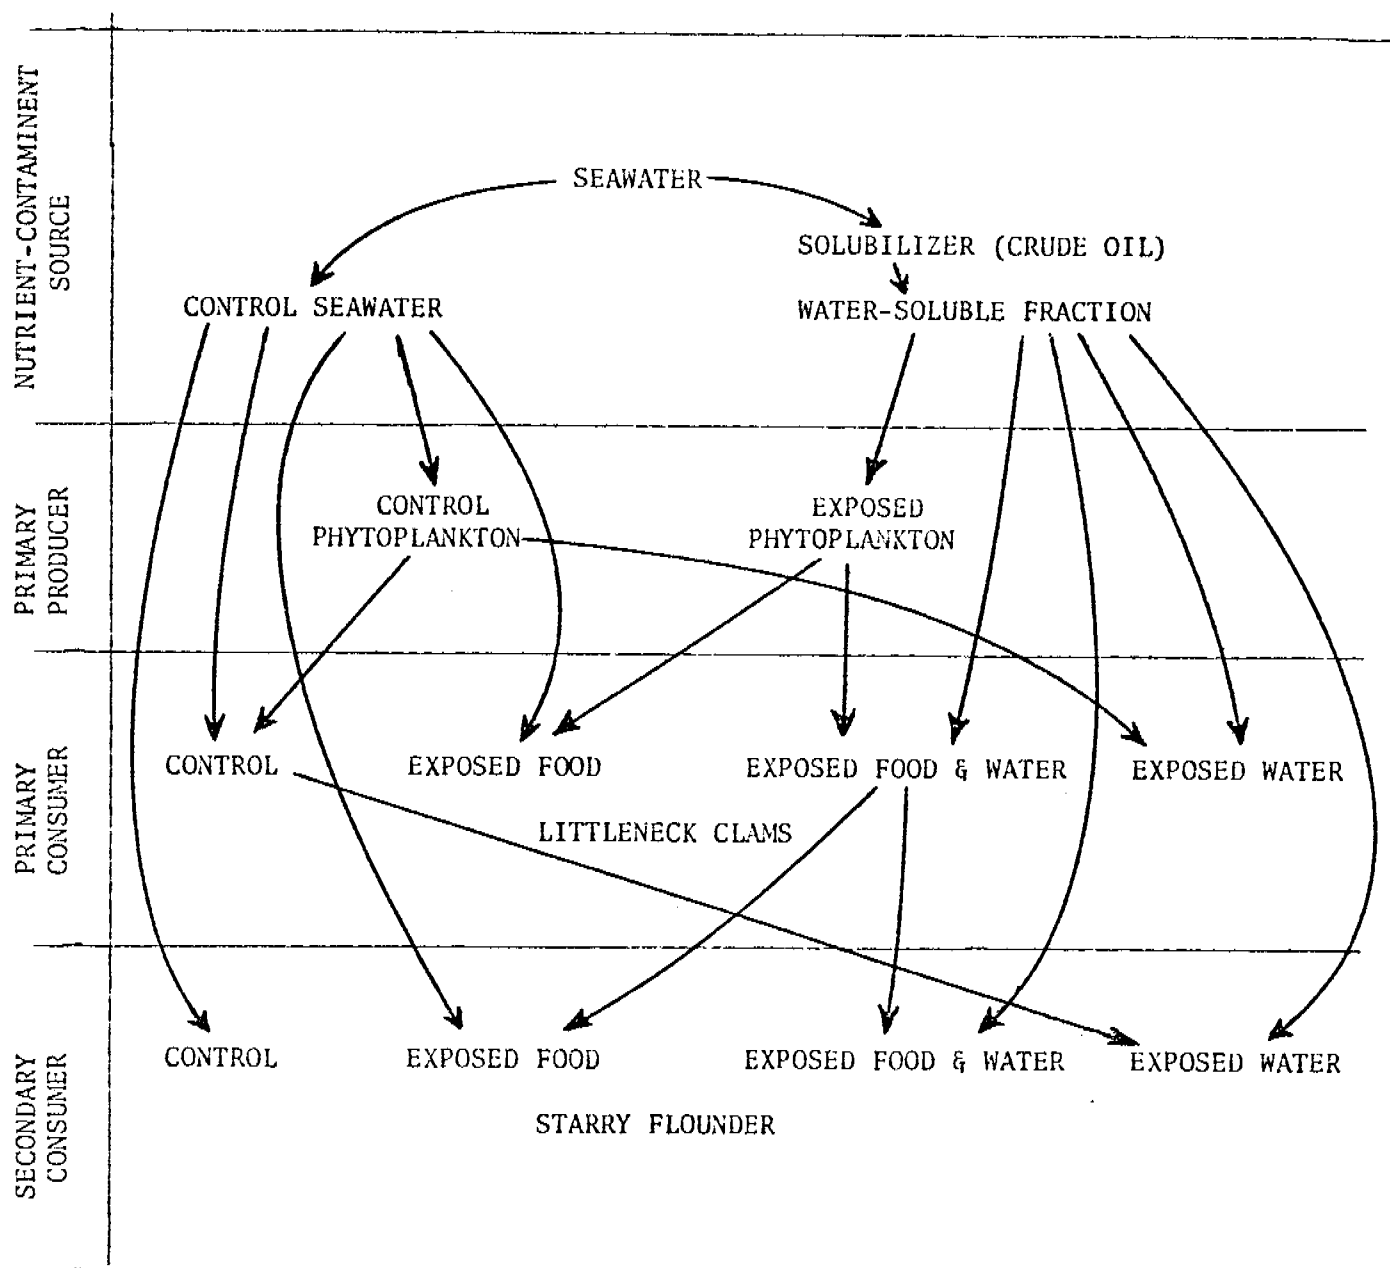 NUTRIENT-CONTAMINENT
SOURCE
SEAWATER
SOLUBILIZER (CRUDE OIL)
CONTROL SEAWATER
WATER-SOLUBLE FRACTION
PRIMARY
PRODUCER
CONTROL
PHYTOPLANKTON
EXPOSED
PHYTOPLANKTON
PRIMARY
CONSUMER
CONTROL
EXPOSED FOOD
EXPOSED FOOD & WATER
EXPOSED WATER
LITTLENECK CLAMS
SECONDARY
CONSUMER
CONTROL
EXPOSED FOOD
EXPOSED FOOD & WATER
EXPOSED WATER
STARRY FLOUNDER